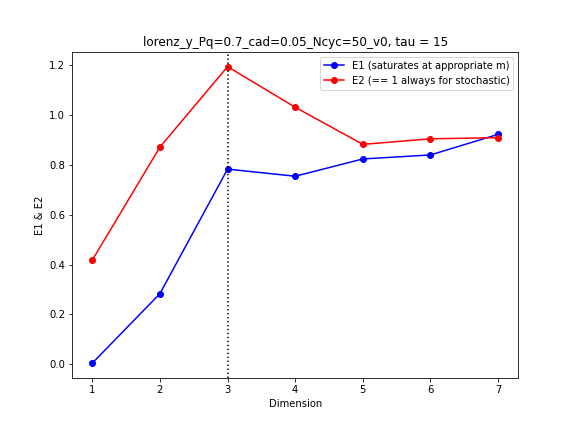 lorenz_y_Pq=0.7_cad=0.05_Ncyc=50_v0, tau = 15
E1 (saturates at appropriate m)
E2 (== 1 always for stochastic)
1.2
1.0
0.8
0.6
0.4
0.2
0.0
E1 & E2
1 2 3 4 5 6 7
Dimension